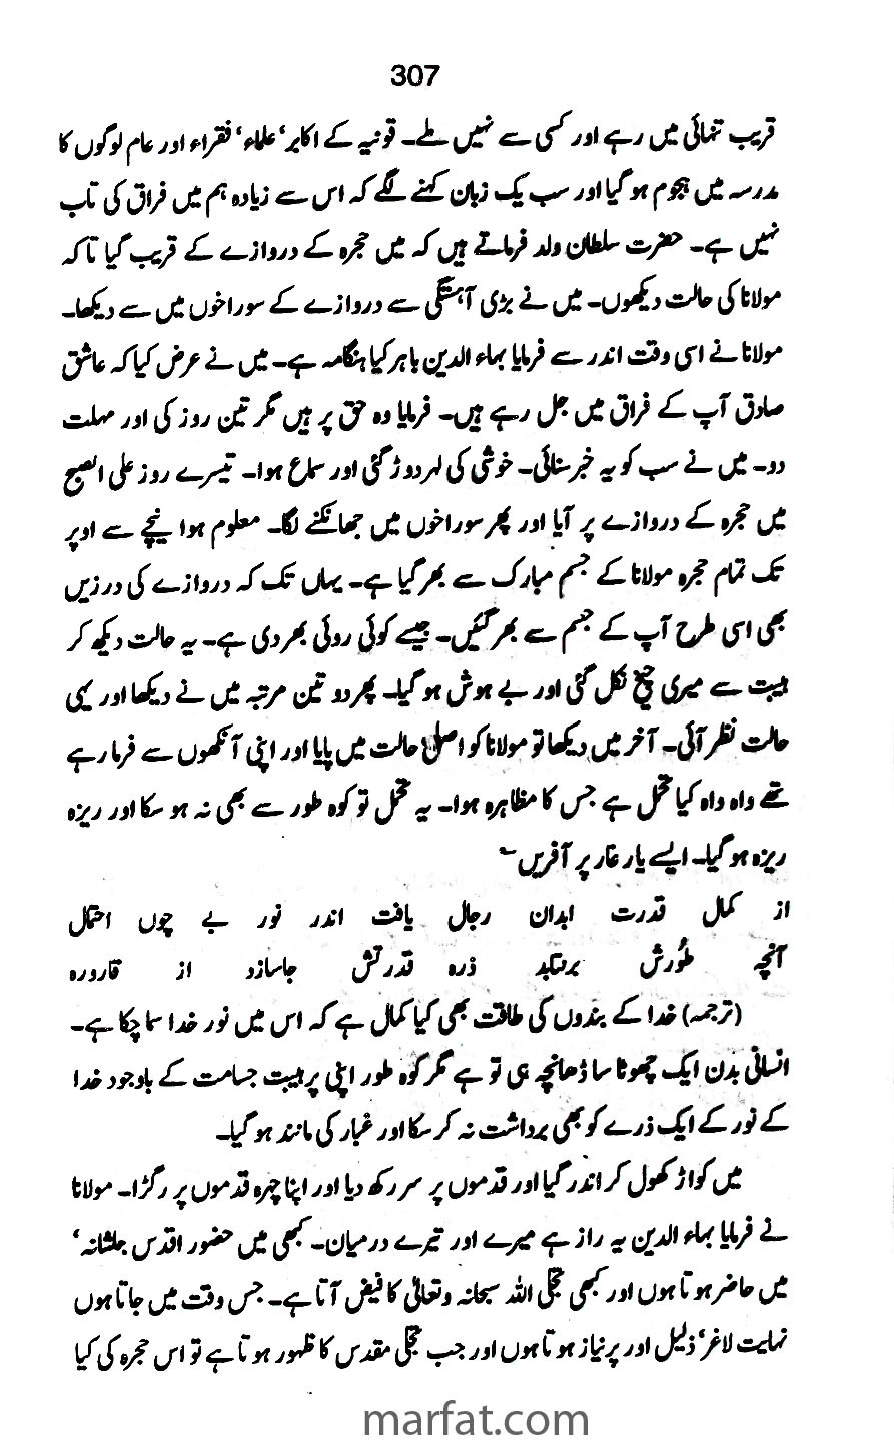 307
قریب تنہائی میں رہے اور کسی سے نہیں ملے۔ قونیہ کے اکابر‘ علماء‘ فقراء اور عام لوگوں کا
مدرسہ میں ہجوم ہو گیا اور سب یک زبان کہنے لگے کہ اس سے زیادہ ہم میں فراق کی تاب
نہیں ہے۔ حضرت سلطان ولد فرماتے ہیں کہ میں حجرہ کے دروازے کے قریب گیا تاکہ
مولانا کی حالت دیکھوں۔ میں نے بڑی آہستگی سے دروازے کے سوراخوں میں سے دیکھا۔
مولانا نے اسی وقت اندر سے فرمایا بہاء الدین باہر کیا ہنگامہ ہے۔ میں نے عرض کیا کہ عاشق
صادق آپ کے فراق میں جل رہے ہیں۔ فرمایا وہ حق پر ہیں مگر تین روز کی اور مہلت
دو۔ میں نے سب کو یہ خبر سنائی۔ خوشی کی لہر دوڑ گئی اور سماع ہوا۔ تیسرے روز علی الصبح
میں حجرہ کے دروازے پر آیا اور پھر سوراخوں میں جھانکنے لگا۔ معلوم ہوا نیچے سے اوپر
تک تمام حجرہ مولانا کے جسم مبارک سے بھر گیا ہے۔ یہاں تک کہ دروازے کی درزیں
بھی اسی طرح آپ کے جسم سے بھر گئیں۔ جیسے کوئی روئی بھر دی ہے۔ یہ حالت دیکھ کر
ہیبت سے میری چیخ نکل گئی اور بے ہوش ہو گیا۔ پھر دو تین مرتبہ میں نے دیکھا اور یہی
حالت نظر آئی۔ آخر میں دیکھا تو مولانا کو اصلی حالت میں پایا اور اپنی آنکھوں سے فرما رہے
تھے واہ واہ کیا تحمل ہے جس کا مظاہرہ ہوا۔ یہ تحمل تو کوہ طور سے بھی نہ ہو سکا اور ریزہ
ریزہ ہو گیا۔ ایسے یار غار پر آفریں ؎
از کمال قدرت ابدان رجال یافت اندر نور بے چوں احتمال
آنچہ طُورش برنتابد ذرہ قدرتش جاسازد از قارورہ
(ترجمہ) خدا کے بندوں کی طاقت بھی کیا کمال ہے کہ اس میں نور خدا سما چکا ہے۔
انسانی بدن ایک چھوٹا سا ڈھانچہ ہی تو ہے مگر کوہ طور اپنی پر ہیبت جسامت کے باوجود خدا
کے نور کے ایک ذرے کو بھی برداشت نہ کر سکا اور غبار کی مانند ہو گیا۔
میں کواڑ کھول کر اندر گیا اور قدموں پر سر رکھ دیا اور اپنا چہرہ قدموں پر رگڑا۔ مولانا
نے فرمایا بہاء الدین یہ راز ہے میرے اور تیرے درمیان۔ کبھی میں حضور اقدس جلشانہ‘
میں حاضر ہوتا ہوں اور کبھی تجلی اللہ سبحانہ وتعالیٰ کا فیض آتا ہے۔ جس وقت میں جاتا ہوں
نہایت لاغر‘ ذلیل اور پرنیاز ہوتا ہوں اور جب تجلی مقدس کا ظہور ہوتا ہے تو اس حجرہ کی کیا
marfat.com